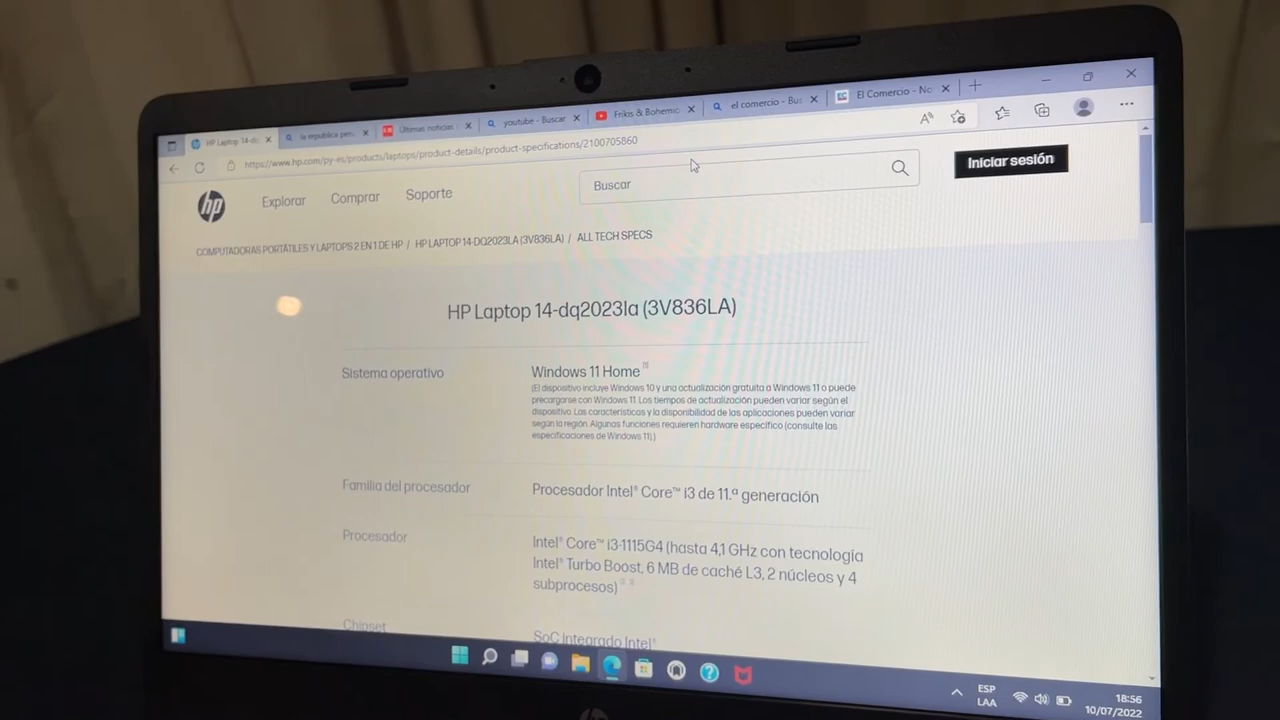 HP Laptop 14-dq
la republica per
Últimas noticias -
youtube - Buscar
Frikis & Bohemio
el comercio - Bus
El Comercio - No
https://www.hp.com/py-es/products/laptops/product-details/product-specifications/2100705860
hp
Explorar
Comprar
Soporte
Buscar
Iniciar sesión
COMPUTADORAS PORTÁTILES Y LAPTOPS 2 EN 1 DE HP / HP LAPTOP 14-DQ2023LA (3V836LA) / ALL TECH SPECS
HP Laptop 14-dq2023la (3V836LA)
Sistema operativo
Windows 11 Home [1]
(El dispositivo incluye Windows 10 y una actualización gratuita a Windows 11 o puede
precargarse con Windows 11. Los tiempos de actualización pueden variar según el
dispositivo. Las características y la disponibilidad de las aplicaciones pueden variar
según la región. Algunas funciones requieren hardware específico (consulte las
especificaciones de Windows 11).)
Familia del procesador
Procesador Intel® Core™ i3 de 11.ª generación
Procesador
Intel® Core™ i3-1115G4 (hasta 4,1 GHz con tecnología
Intel® Turbo Boost, 6 MB de caché L3, 2 núcleos y 4
subprocesos)
Chipset
SoC integrado Intel®
ESP
LAA
18:56
10/07/2022